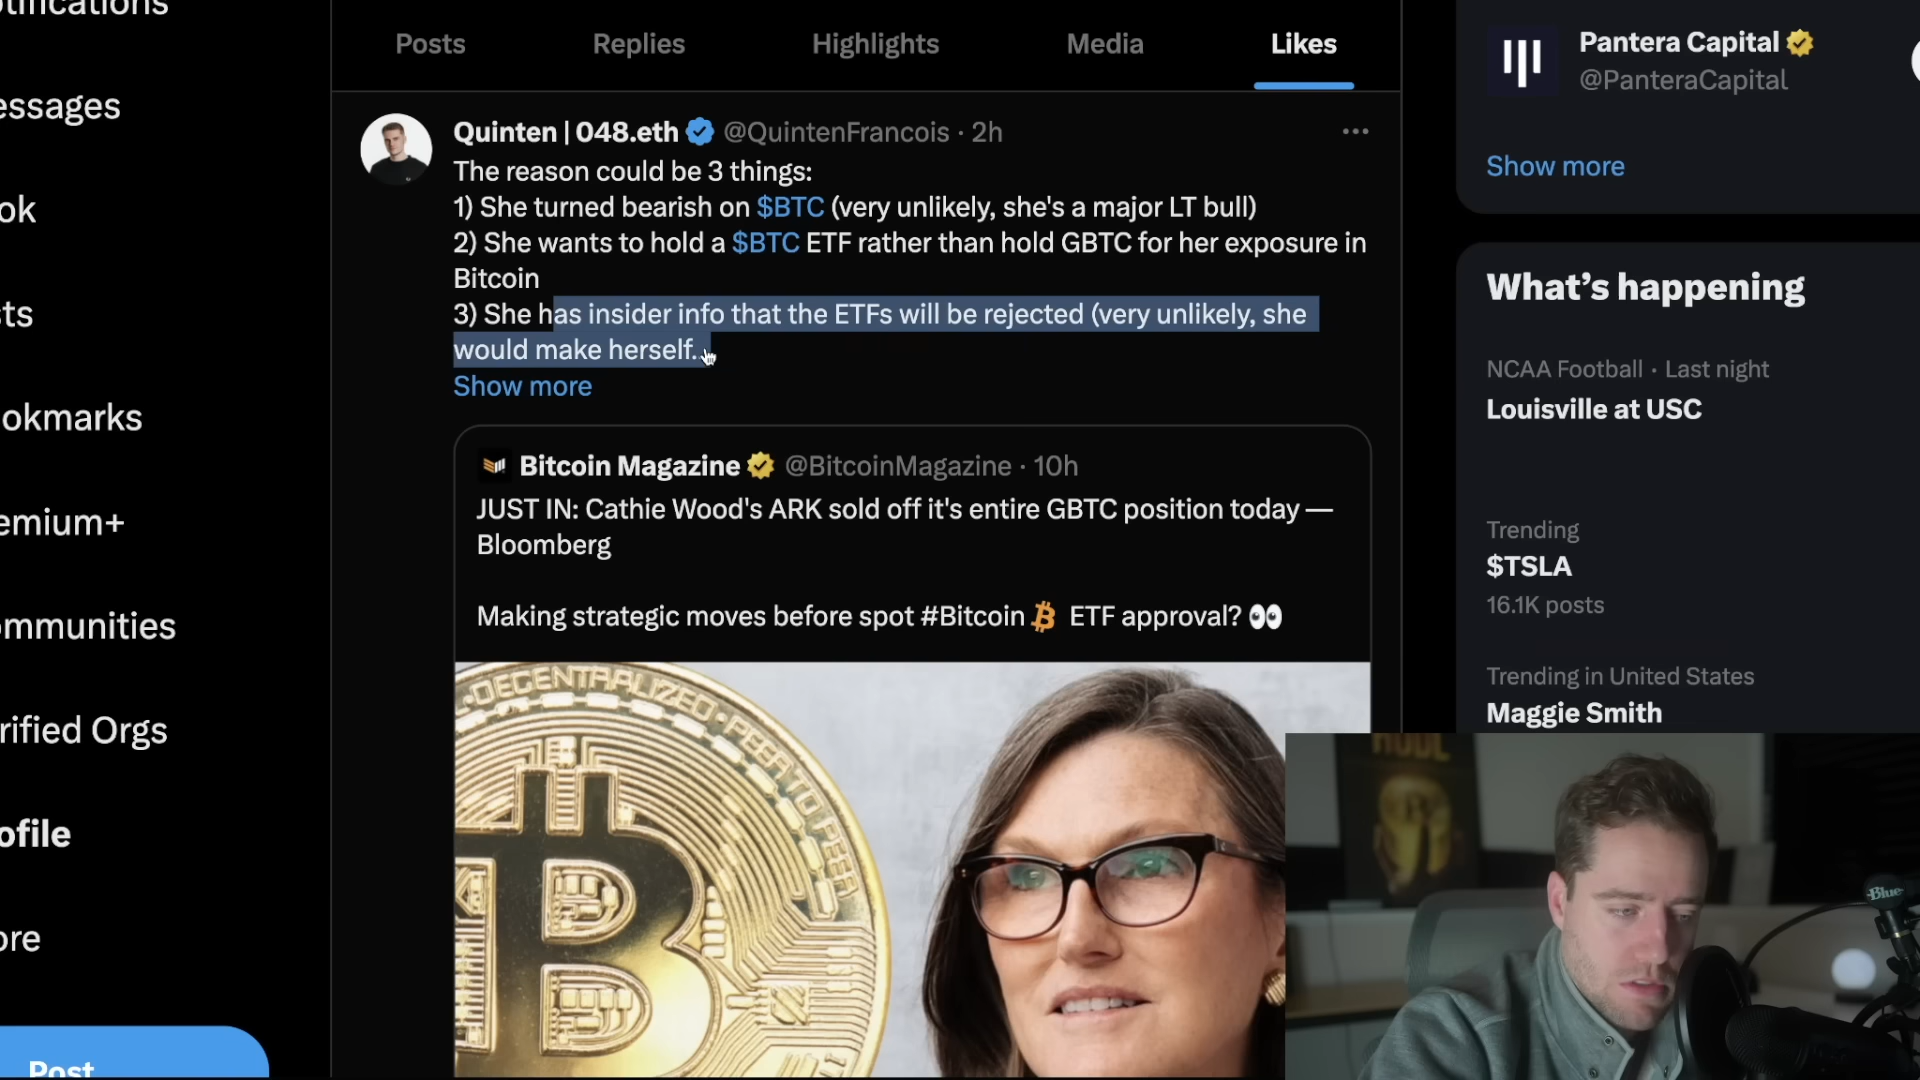 otifications
Posts
Replies
Highlights
Media
Likes
Pantera Capital
@PanteraCapital
Show more
essages
ok
sts
ookmarks
emium+
ommunities
rified Orgs
ofile
ore
Post
Quinten | 048.eth @QuintenFrancois · 2h
The reason could be 3 things:
1) She turned bearish on $BTC (very unlikely, she's a major LT bull)
2) She wants to hold a $BTC ETF rather than hold GBTC for her exposure in
Bitcoin
3) She has insider info that the ETFs will be rejected (very unlikely, she
would make herself..
Show more
Bitcoin Magazine @BitcoinMagazine · 10h
JUST IN: Cathie Wood's ARK sold off it's entire GBTC position today —
Bloomberg
Making strategic moves before spot #Bitcoin ETF approval? 👀
DECENTRALIZED · PEER TO PEER
What's happening
NCAA Football · Last night
Louisville at USC
Trending
$TSLA
16.1K posts
Trending in United States
Maggie Smith
Blue